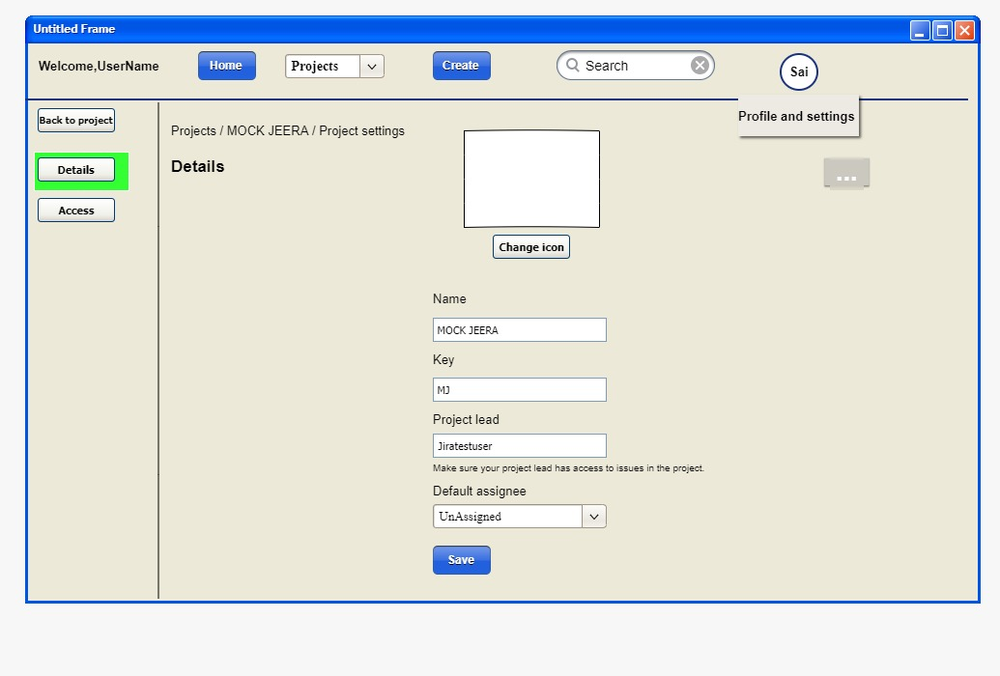 Untitled Frame
Welcome,UserName
Home
Projects
Create
Search
Sai
Profile and settings
Back to project
Details
Access
Projects / MOCK JEERA / Project settings
Details
...
Change icon
Name
MOCK JEERA
Key
MJ
Project lead
Jiratestuser
Make sure your project lead has access to issues in the project.
Default assignee
UnAssigned
Save